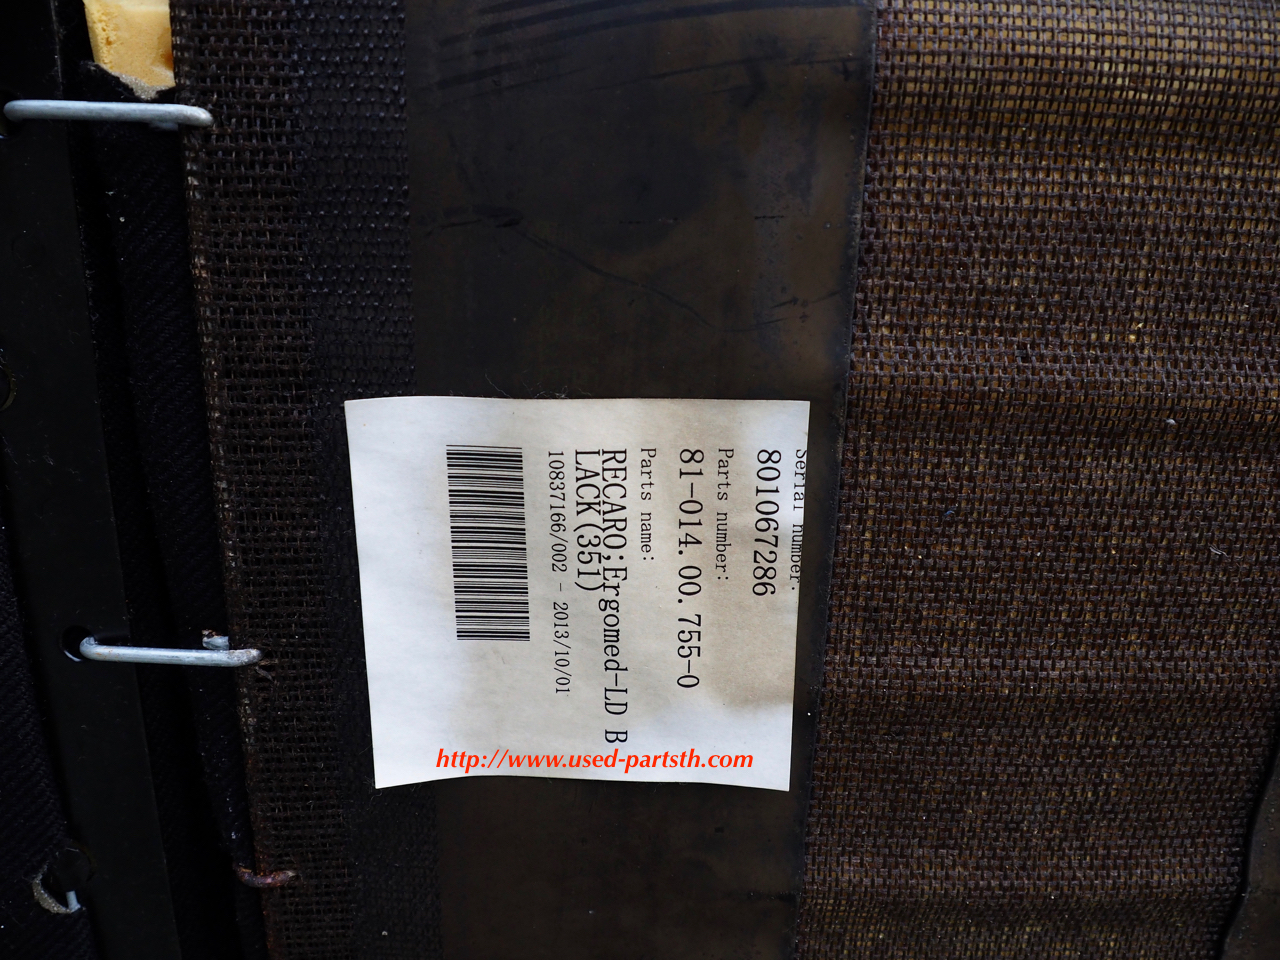 Serial number.
801067286
Parts number:
81-014.00.755-0
Parts name:
RECARO;Ergomed-LD B
LACK(351)
10837166/002 - 2013/10/01
http://www.used-partsth.com